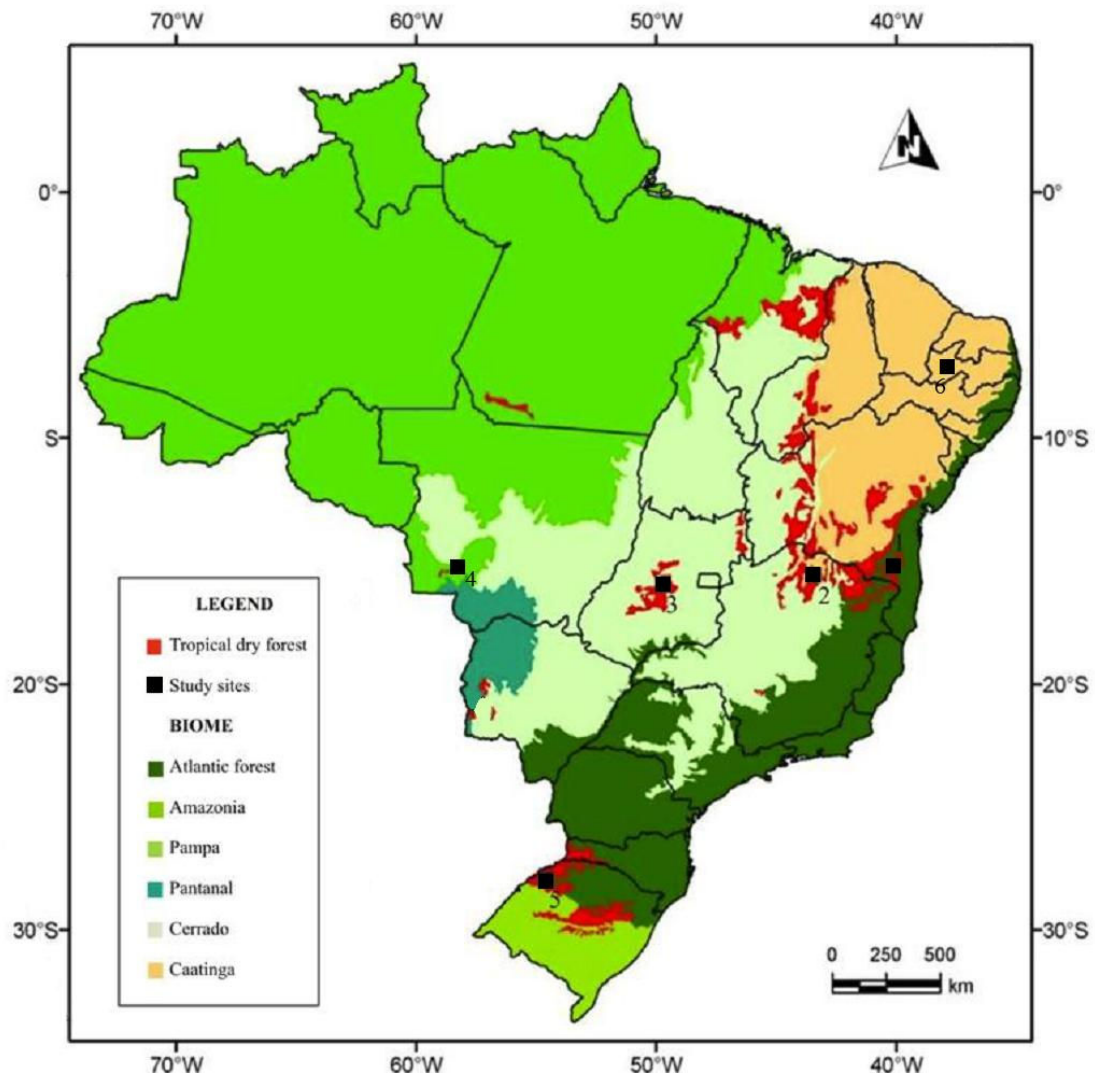 70°W 60°W 50°W 40°W
N
0° 0°
S 10°S
6
1
4 2
3
20°S 20°S
5
30°S 30°S
LEGEND
Tropical dry forest
Study sites
BIOME
Atlantic forest
Amazonia
Pampa
Pantanal
Cerrado
Caatinga
0 250 500
km
70°W 60°W 50°W 40°W